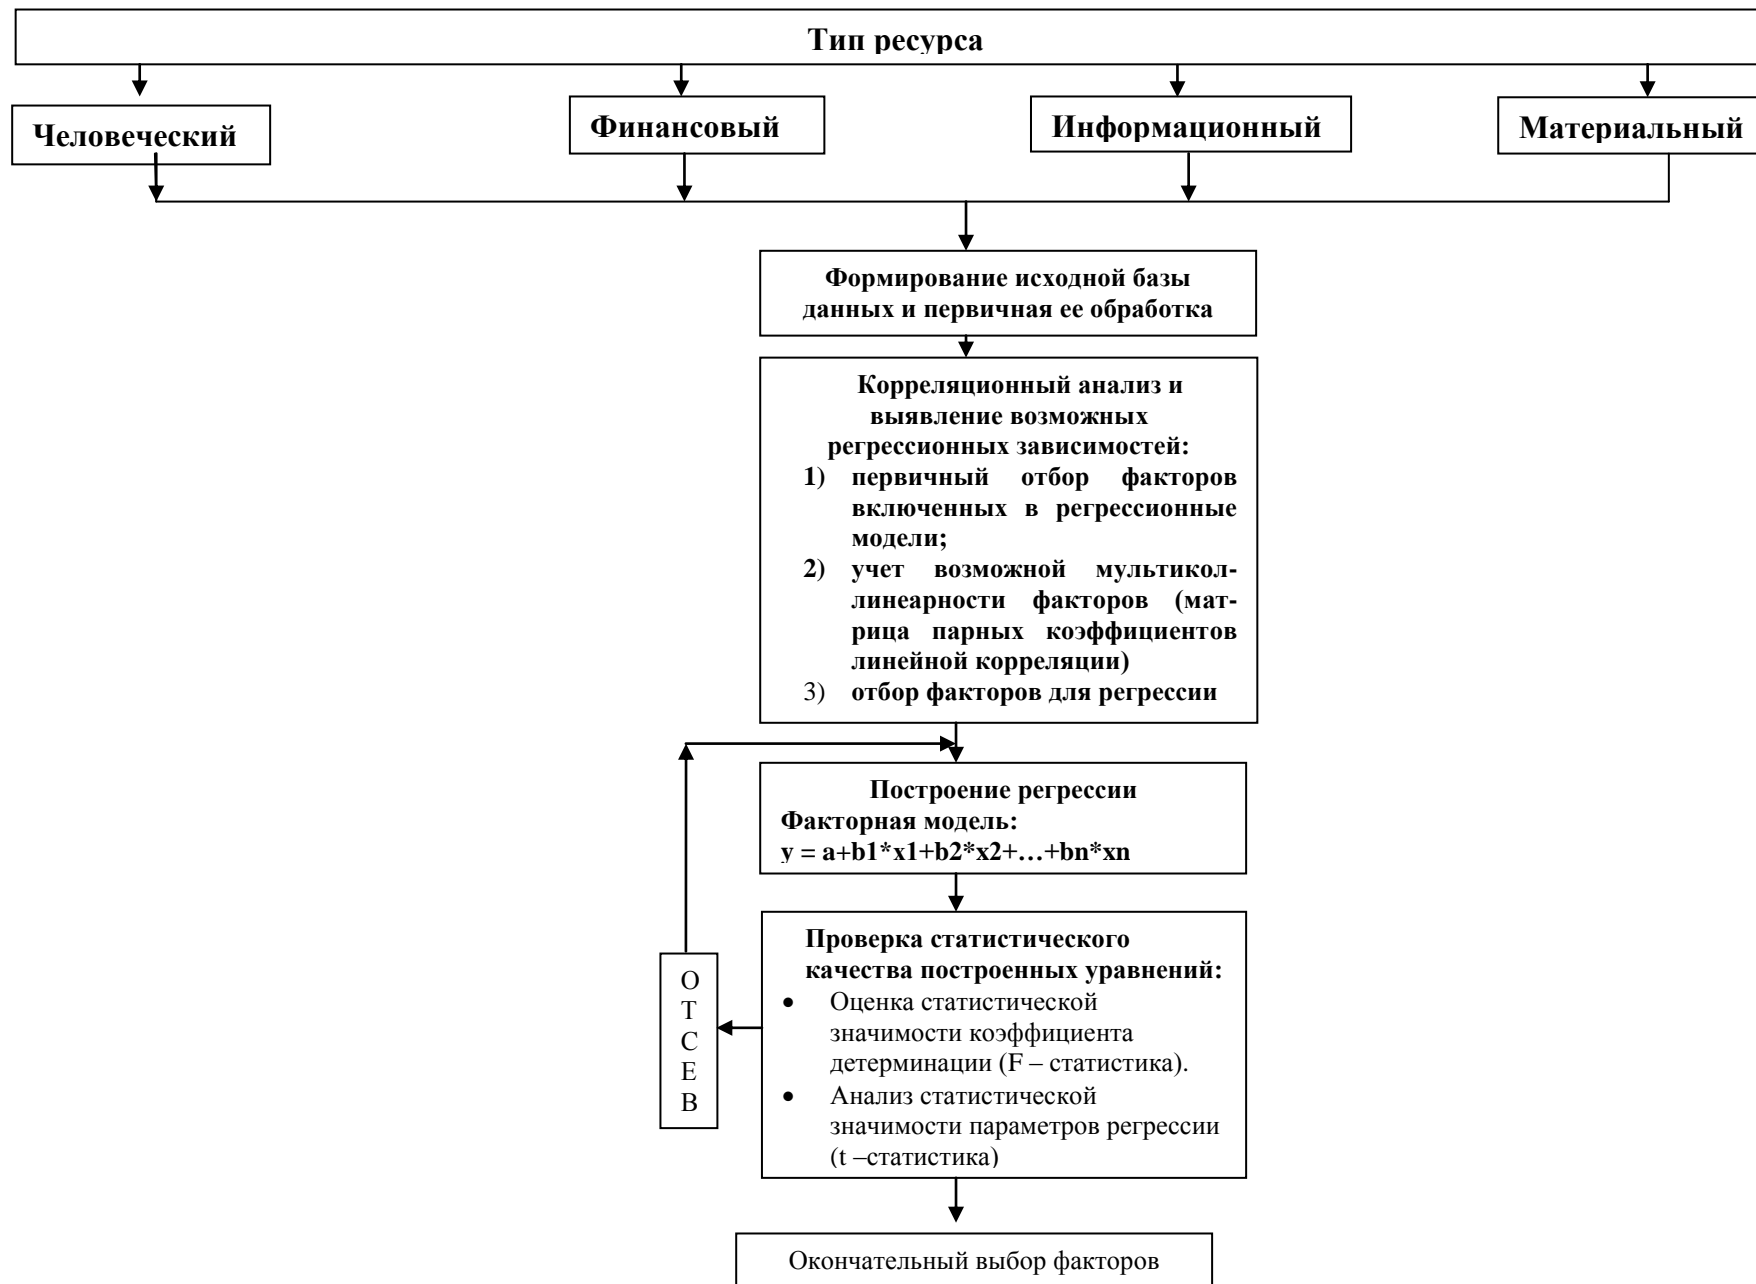 Тип ресурса
Человеческий
Финансовый
Информационный
Материальный
Формирование исходной базы
данных и первичная ее обработка
Корреляционный анализ и
выявление возможных
регрессионных зависимостей:
1) первичный отбор факторов
включенных в регрессионные
модели;
2) учет возможной мультикол-
линеарности факторов (мат-
рица парных коэффициентов
линейной корреляции)
3) отбор факторов для регрессии
Построение регрессии
Факторная модель:
y = a+b1*x1+b2*x2+…+bn*xn
Проверка статистического
качества построенных уравнений:
• Оценка статистической
значимости коэффициента
детерминации (F – статистика).
• Анализ статистической
значимости параметров регрессии
(t –статистика)
О
Т
С
Е
В
Окончательный выбор факторов